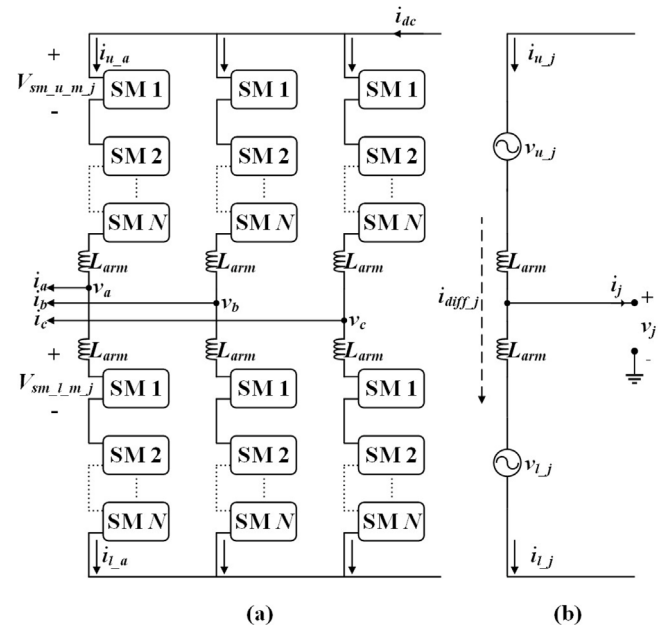 i_dc
+ i_u_a i_u_j
V_sm_u_m_j SM 1 SM 1 SM 1
-
SM 2 SM 2 SM 2 v_u_j
SM N SM N SM N
L_arm L_arm L_arm L_arm
i_a v_a i_diff_j i_j +
i_b v_b
i_c v_c v_j
+ L_arm L_arm L_arm L_arm -
V_sm_l_m_j SM 1 SM 1 SM 1
-
SM 2 SM 2 SM 2 v_l_j
SM N SM N SM N
i_l_a i_l_j
(a) (b)